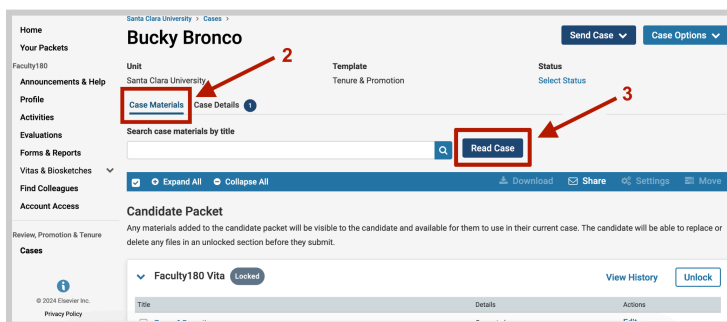 Santa Clara University > Cases >
Bucky Bronco
Send Case
Case Options
Home
Your Packets
Faculty180
Announcements & Help
Profile
Activities
Evaluations
Forms & Reports
Vitas & Biosketches
Find Colleagues
Account Access
Review, Promotion & Tenure
Cases
© 2024 Elsevier Inc.
Privacy Policy
2
Unit
Template
Status
Santa Clara University
Tenure & Promotion
Select Status
3
Case Materials
Case Details 1
Search case materials by title
Read Case
Expand All
Collapse All
Download
Share
Settings
Move
Candidate Packet
Any materials added to the candidate packet will be visible to the candidate and available for them to use in their current case. The candidate will be able to replace or
delete any files in an unlocked section before they submit.
Faculty180 Vita
Locked
View History
Unlock
Title
Details
Actions
Edit